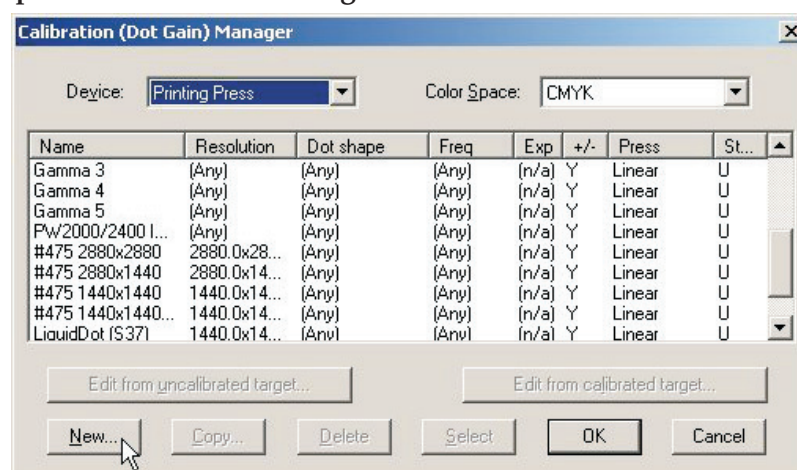 Calibration (Dot Gain) Manager
Device: Printing Press Color Space: CMYK
Name Resolution Dot shape Freq Exp +/- Press St...
Gamma 3 (Any) (Any) (Any) (n/a) Y Linear U
Gamma 4 (Any) (Any) (Any) (n/a) Y Linear U
Gamma 5 (Any) (Any) (Any) (n/a) Y Linear U
PW2000/2400 I... (Any) (Any) (Any) (n/a) Y Linear U
#475 2880x2880 2880.0x28... (Any) (Any) (n/a) Y Linear U
#475 2880x1440 2880.0x14... (Any) (Any) (n/a) Y Linear U
#475 1440x1440 1440.0x14... (Any) (Any) (n/a) Y Linear U
#475 1440x1440... 1440.0x14... (Any) (Any) (n/a) Y Linear U
LiquidDot (S37) 1440.0x14... (Any) (Any) (n/a) Y Linear U
Edit from uncalibrated target... Edit from calibrated target...
New... Copy... Delete Select OK Cancel